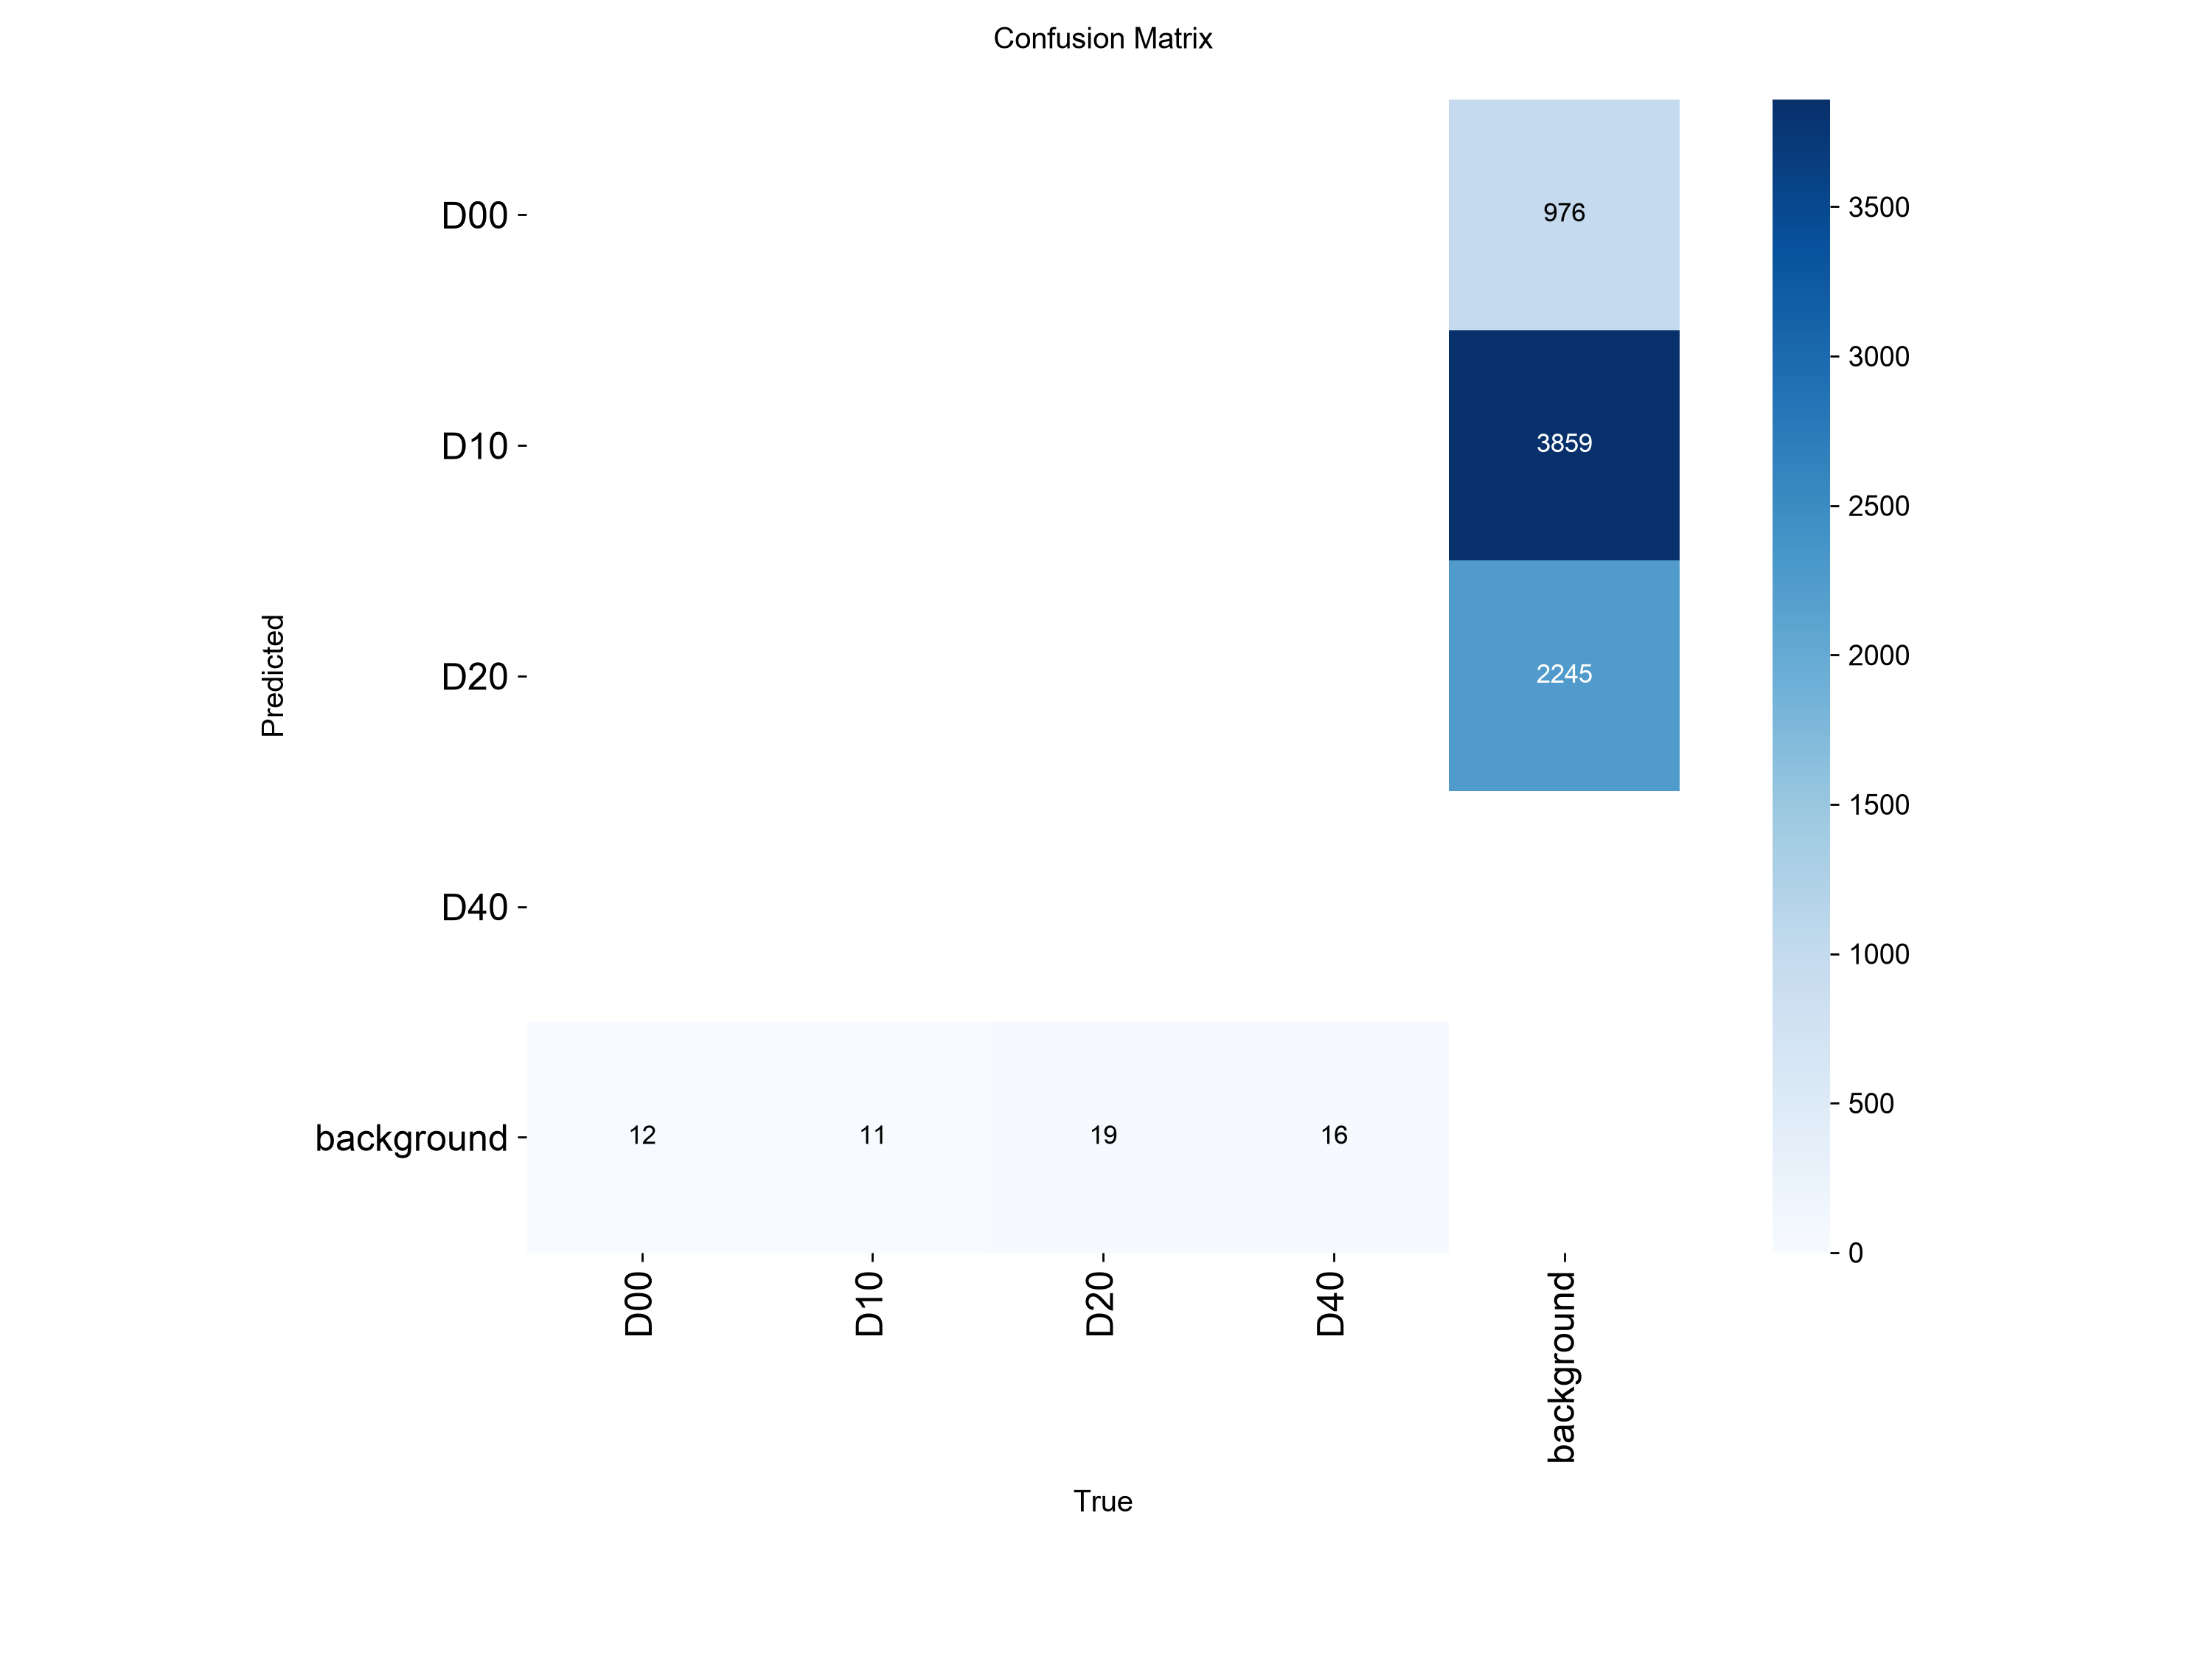 Confusion Matrix
D00
976
D10
3859
D20
2245
D40
background
12 11 19 16
Predicted
D00 D10 D20 D40 background
True
3500
3000
2500
2000
1500
1000
500
0